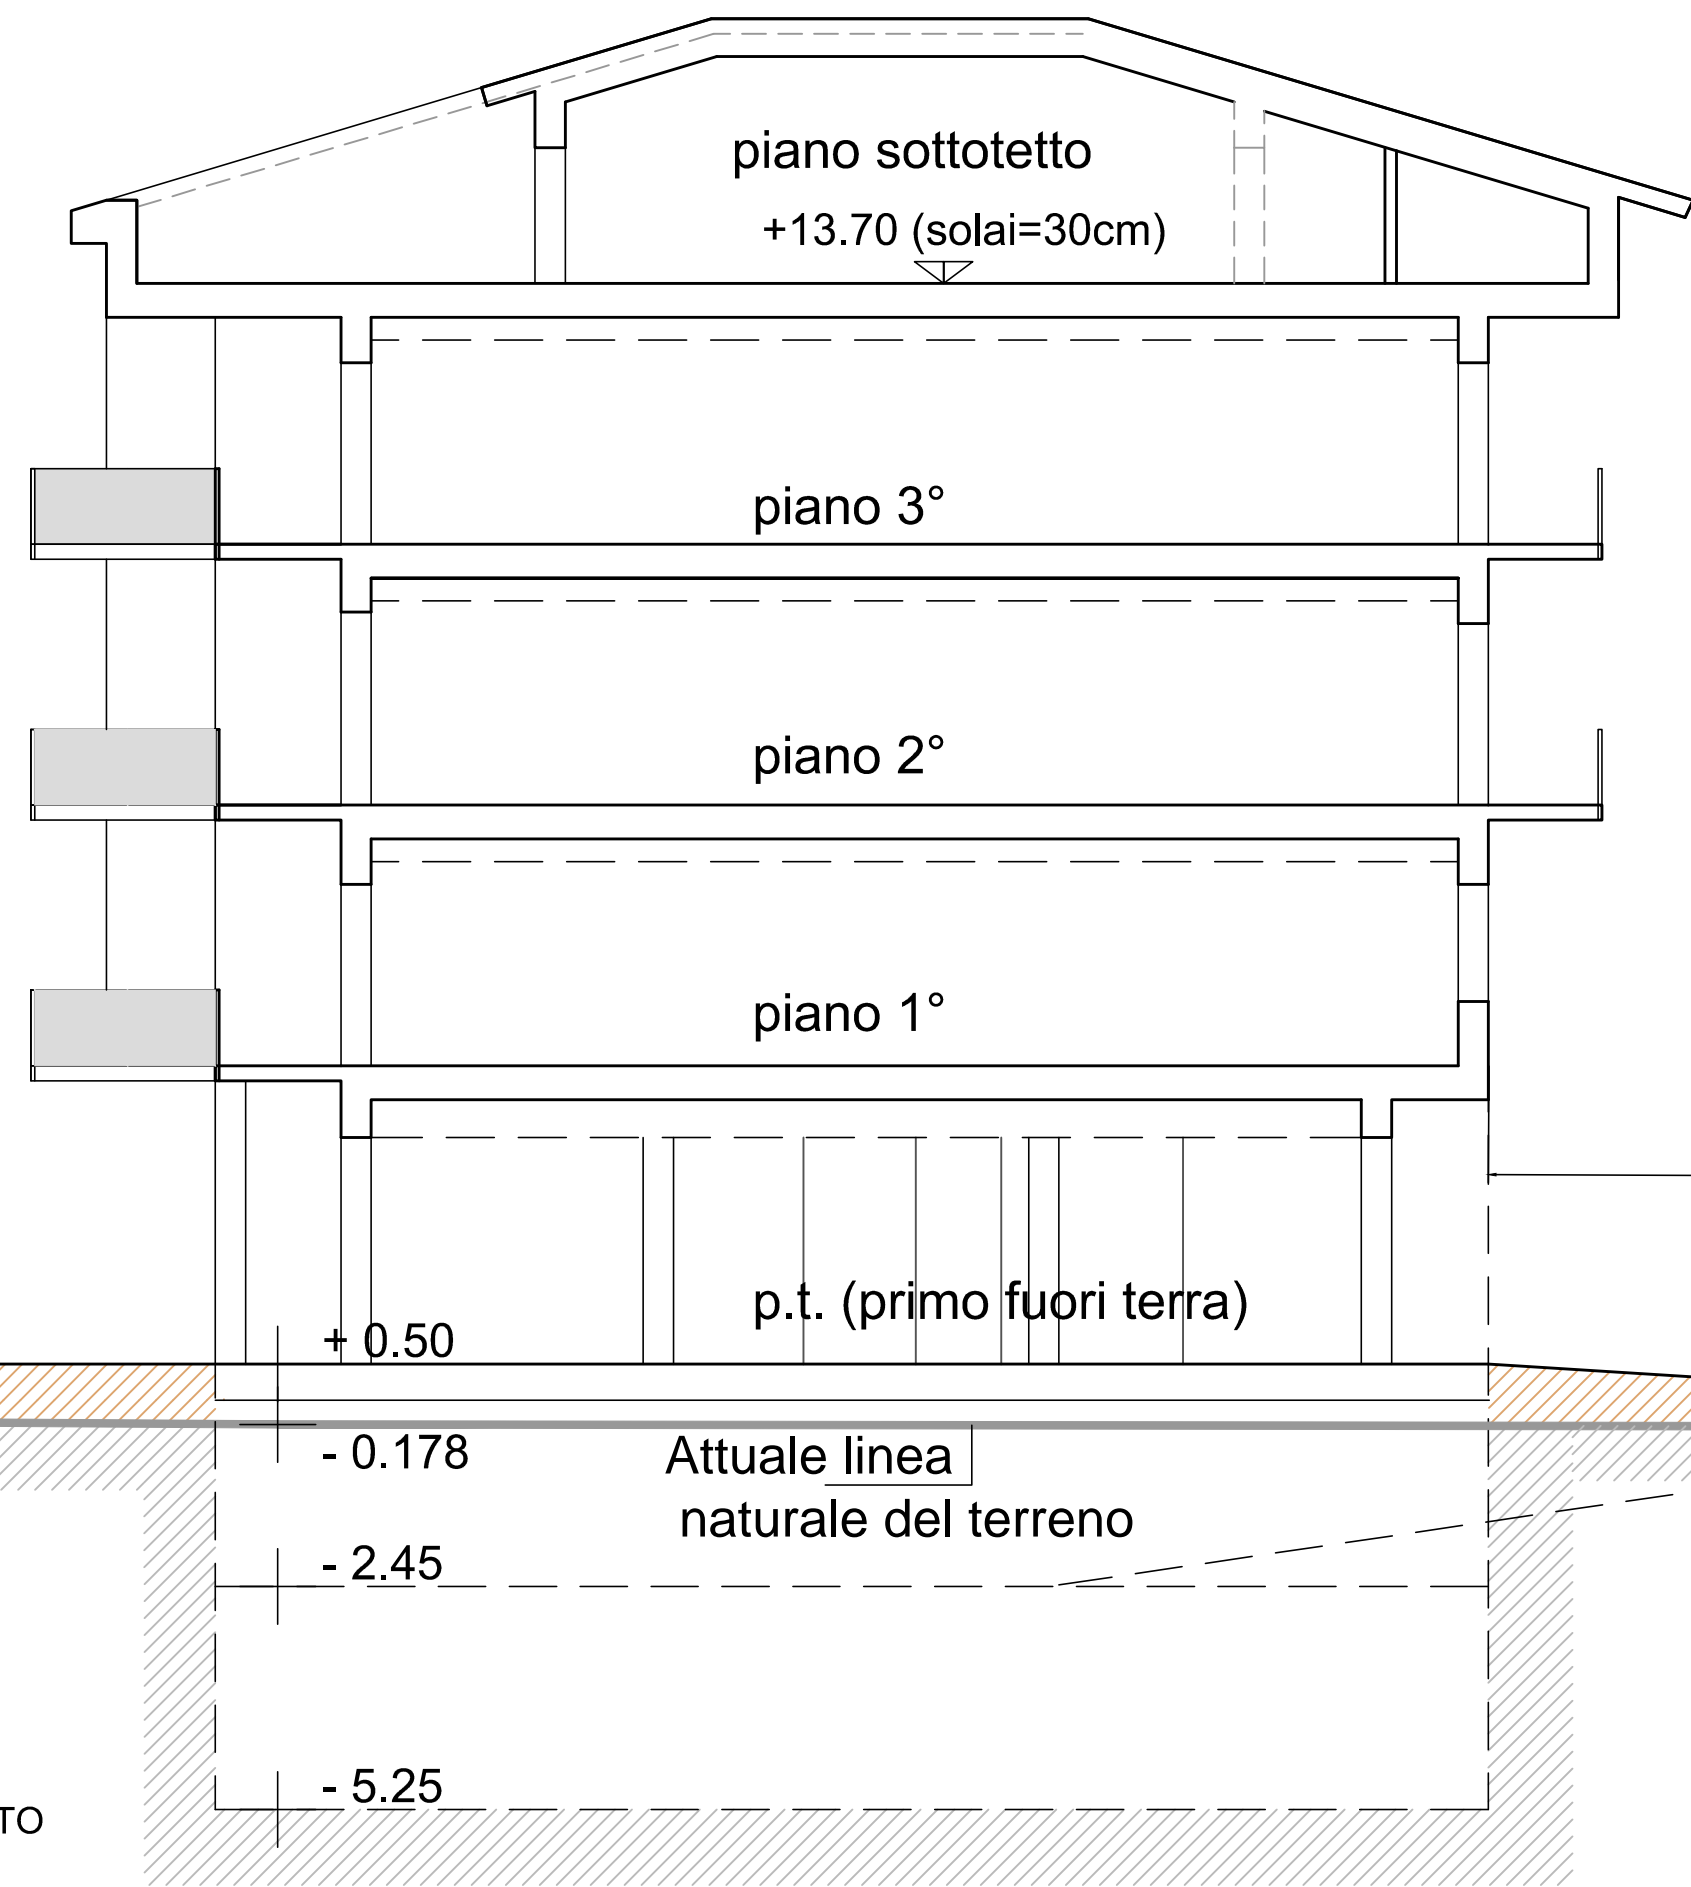 piano sottotetto
+13.70 (solai=30cm)
piano 3°
piano 2°
piano 1°
p.t. (primo fuori terra)
+ 0.50
- 0.178
Attuale linea
naturale del terreno
- 2.45
- 5.25
TO